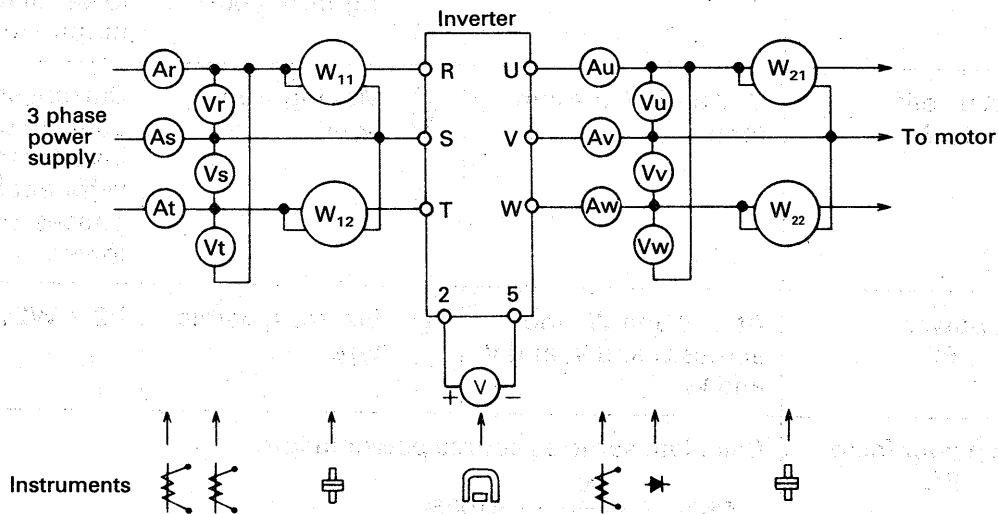 Inverter
Ar
W11
R
U
Au
W21
Vr
Vu
3 phase
power
supply
As
S
V
Av
To motor
Vs
Vv
At
W12
T
W
Aw
W22
Vt
Vw
2
5
+
V
−
Instruments